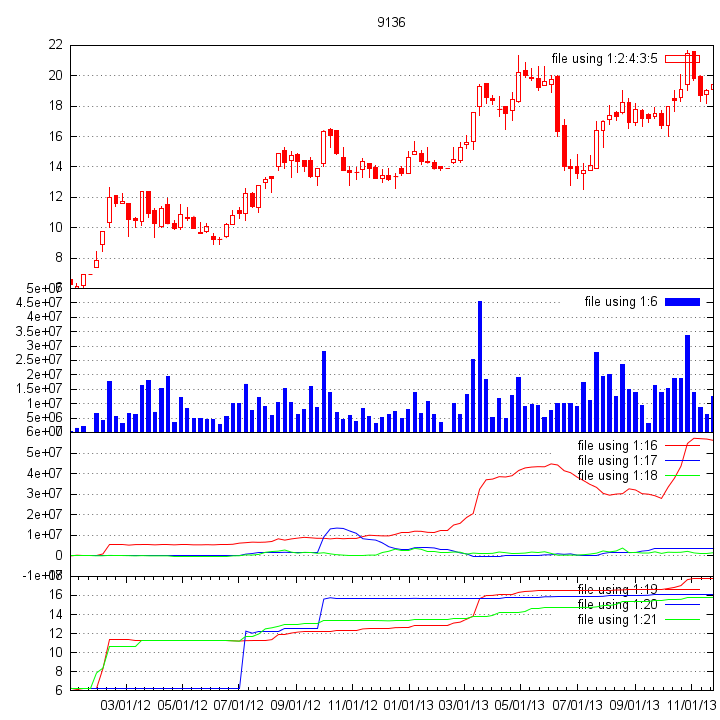 9136
22
file using 1:2:4:3:5
20
18
16
14
12
10
8
5e+07
file using 1:6
4.5e+07
4e+07
3.5e+07
3e+07
2.5e+07
2e+07
1.5e+07
1e+07
5e+06
file using 1:16
5e+07
file using 1:17
file using 1:18
4e+07
3e+07
2e+07
1e+07
0
-1e+07
file using 1:19
16
file using 1:20
14
file using 1:21
12
10
8
6
03/01/12 05/01/12 07/01/12 09/01/12 11/01/12 01/01/13 03/01/13 05/01/13 07/01/13 09/01/13 11/01/13